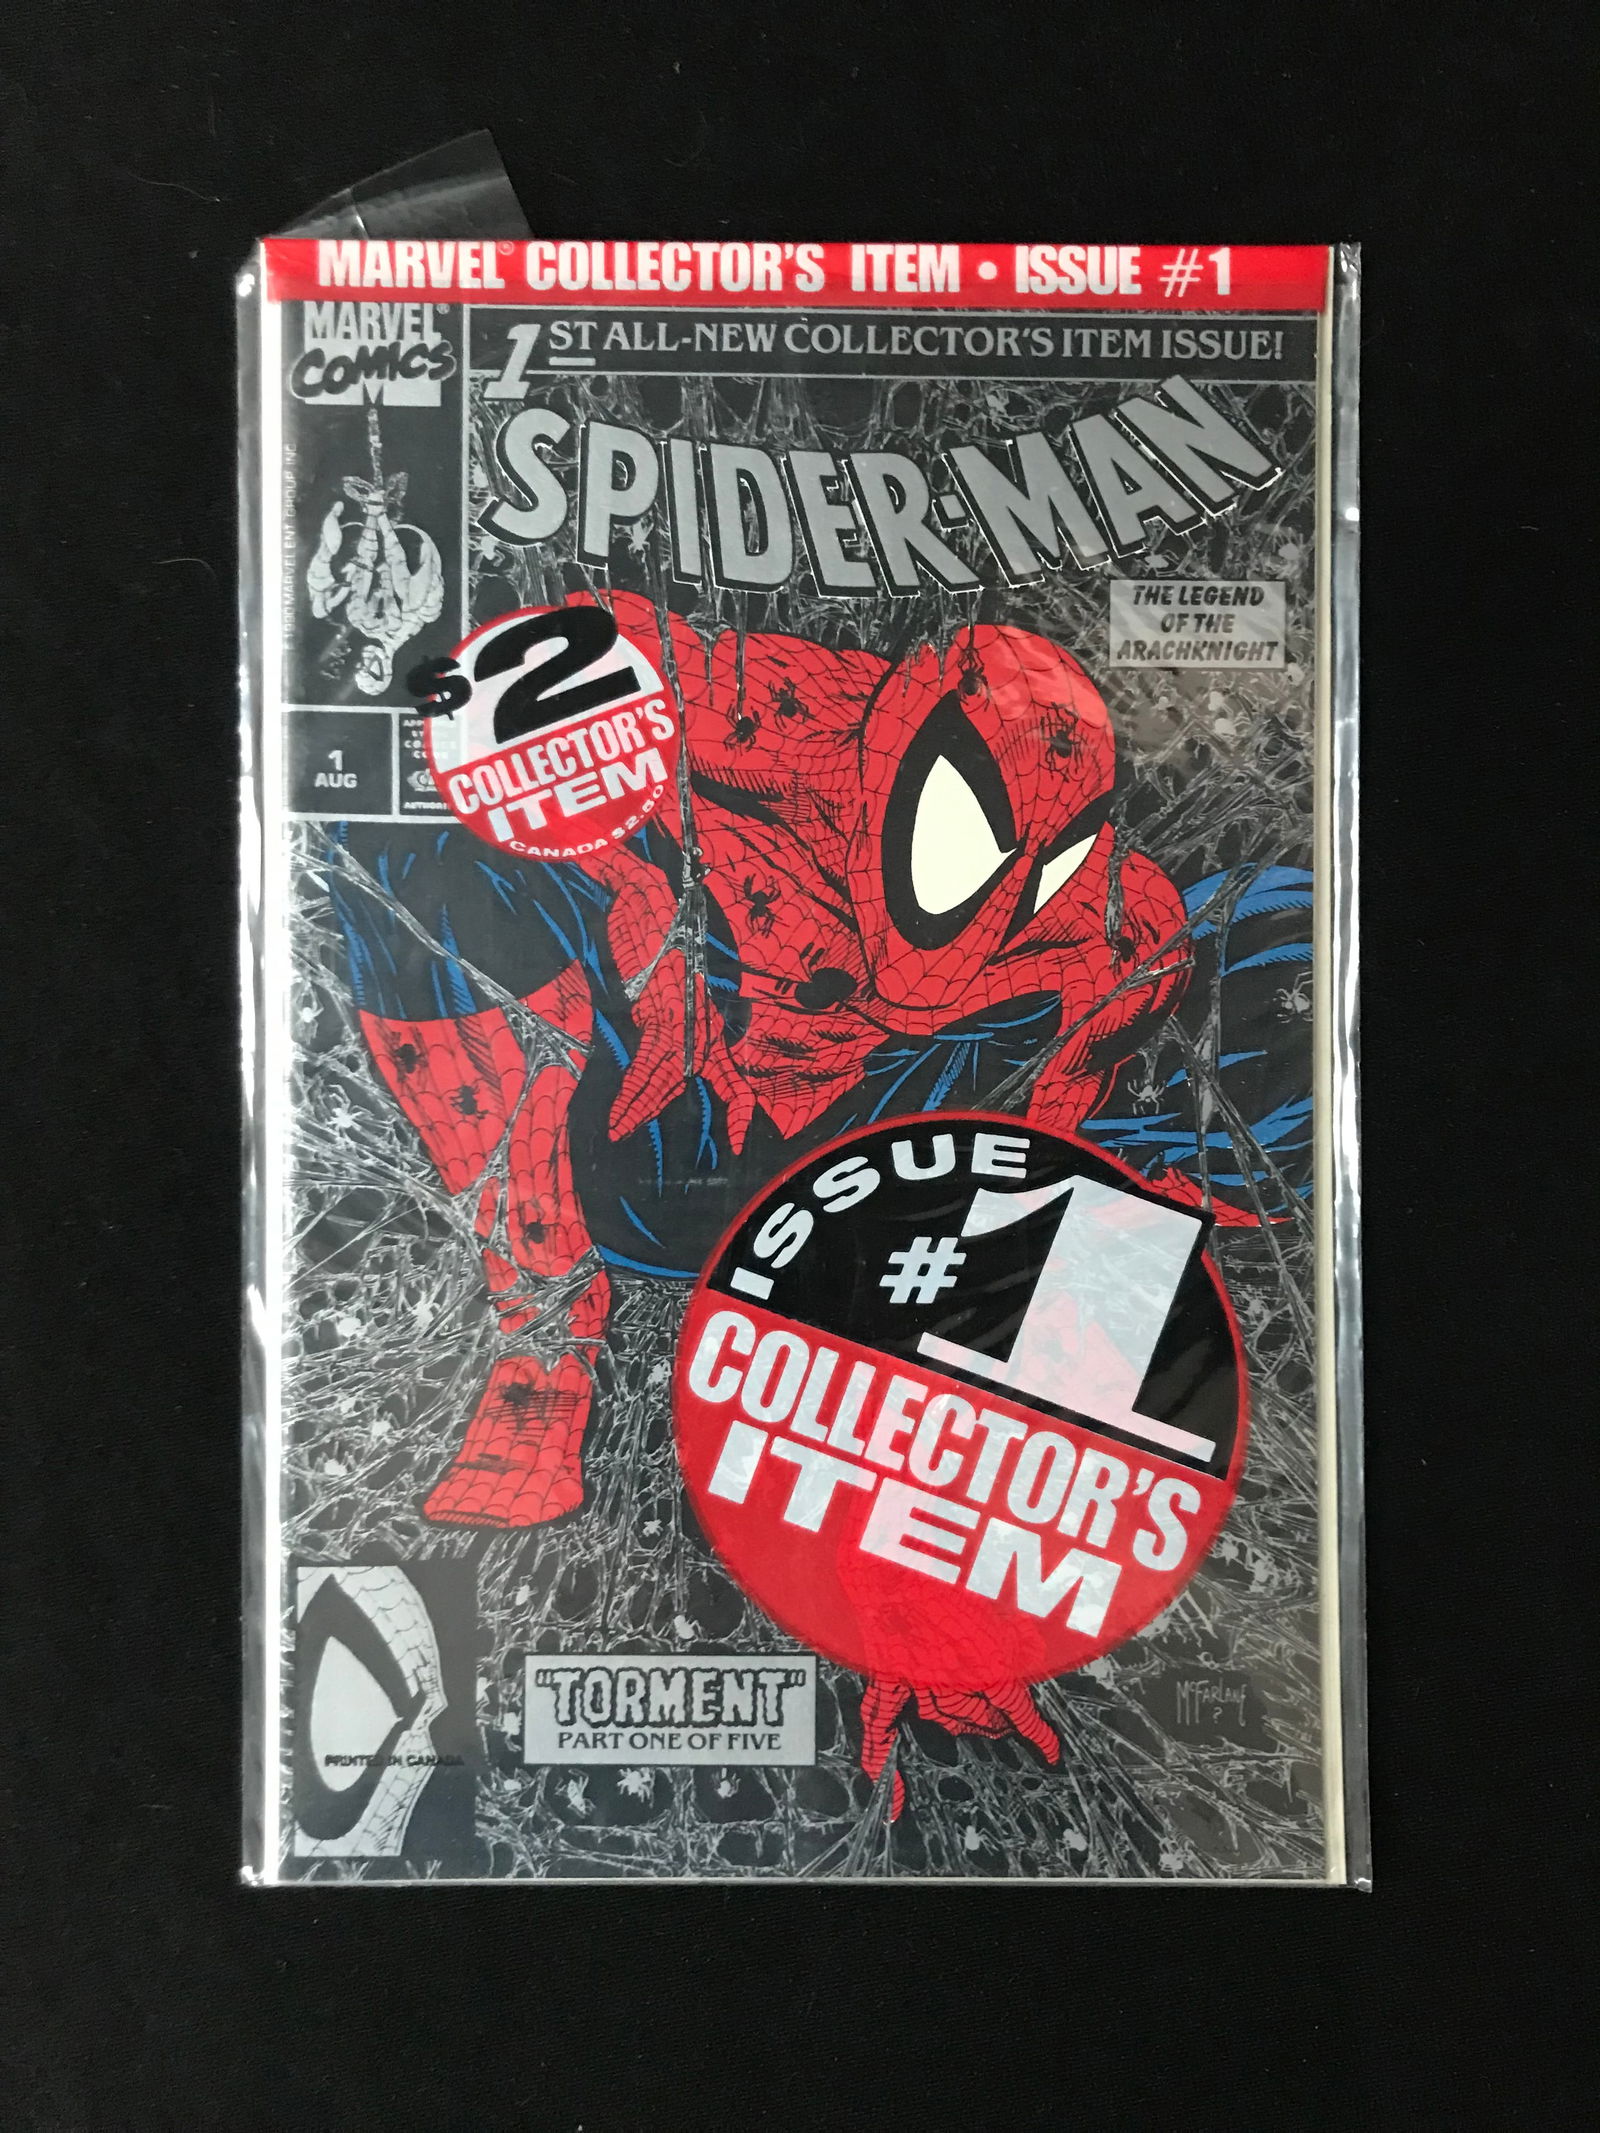 MARVEL® COLLECTOR'S ITEM • ISSUE #1
MARVEL®
COMICS
1ST ALL-NEW COLLECTOR'S ITEM ISSUE!
SPIDER-MAN
THE LEGEND
OF THE
ARACHKNIGHT
$2
COLLECTOR'S
ITEM
CANADA $2.50
1
AUG
COMICS
ISSUE
#1
COLLECTOR'S
ITEM
"TORMENT"
PART ONE OF FIVE
McFARLANE
PRINTED IN CANADA